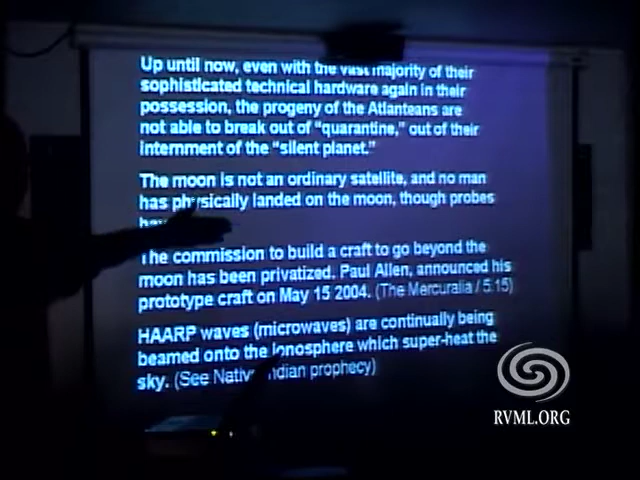 Up until now, even with the vast majority of their
sophisticated technical hardware again in their
possession, the progeny of the Atlanteans are
not able to break out of “quarantine,” out of their
internment of the “silent planet.”
The moon is not an ordinary satellite, and no man
has physically landed on the moon, though probes
The commission to build a craft to go beyond the
moon has been privatized. Paul Allen, announced his
prototype craft on May 15 2004. (The Mercuralia / 5.15)
HAARP waves (microwaves) are continually being
beamed onto the Ionosphere which super-heat the
sky. (See Native Indian prophecy)
RVML.ORG